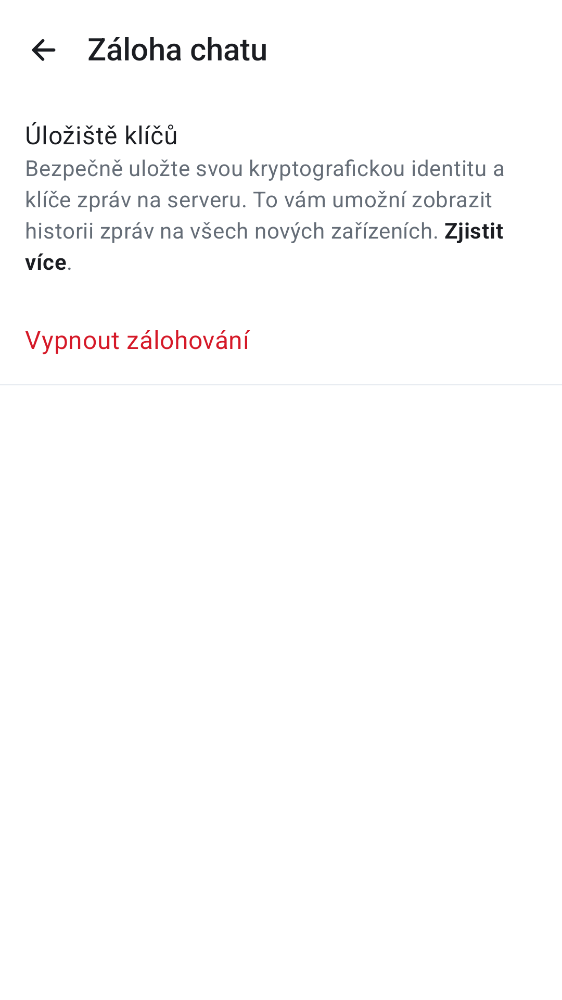 Záloha chatu
Úložiště klíčů
Bezpečně uložte svou kryptografickou identitu a
klíče zpráv na serveru. To vám umožní zobrazit
historii zpráv na všech nových zařízeních. Zjistit
více.
Vypnout zálohování